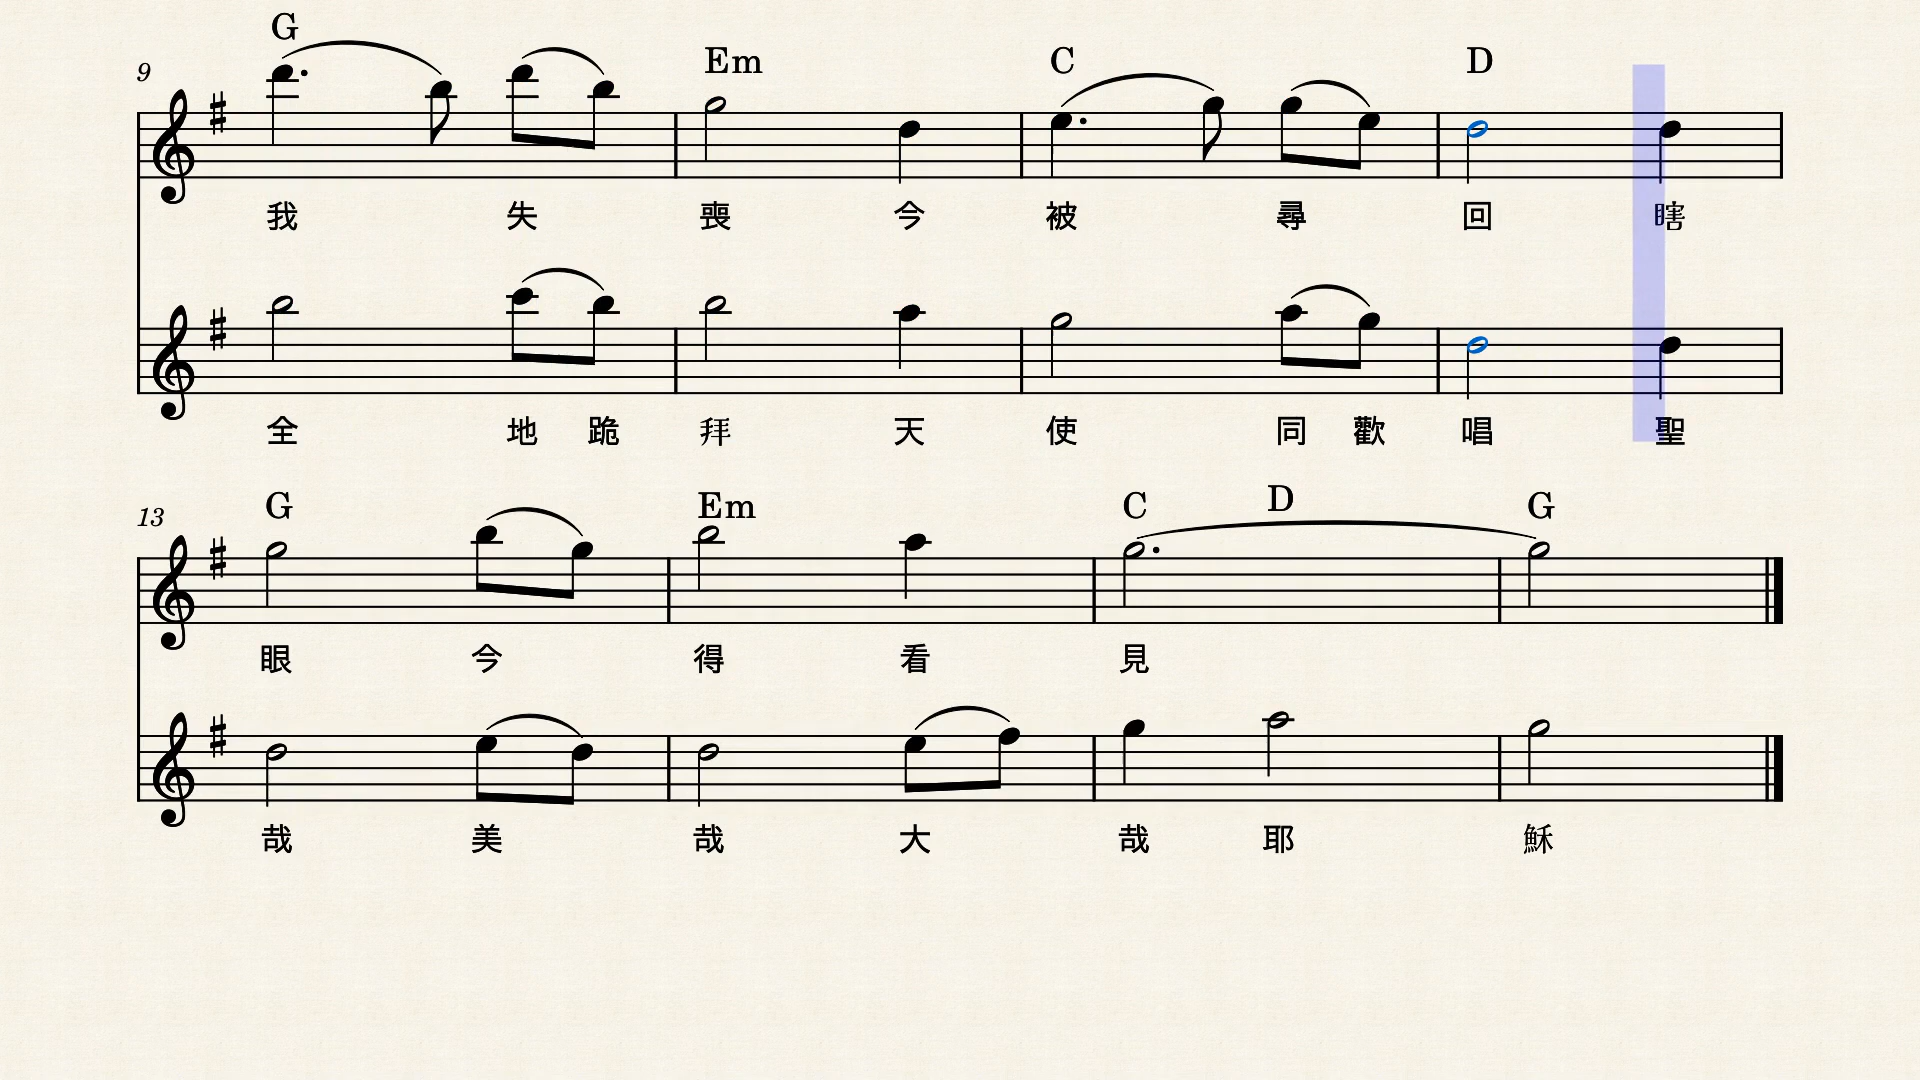 G Em C D
9
我 失 喪 今 被 尋 回 瞎
全 地 跪 拜 天 使 同 歡 唱 聖
G Em C D G
13
眼 今 得 看 見
哉 美 哉 大 哉 耶 穌